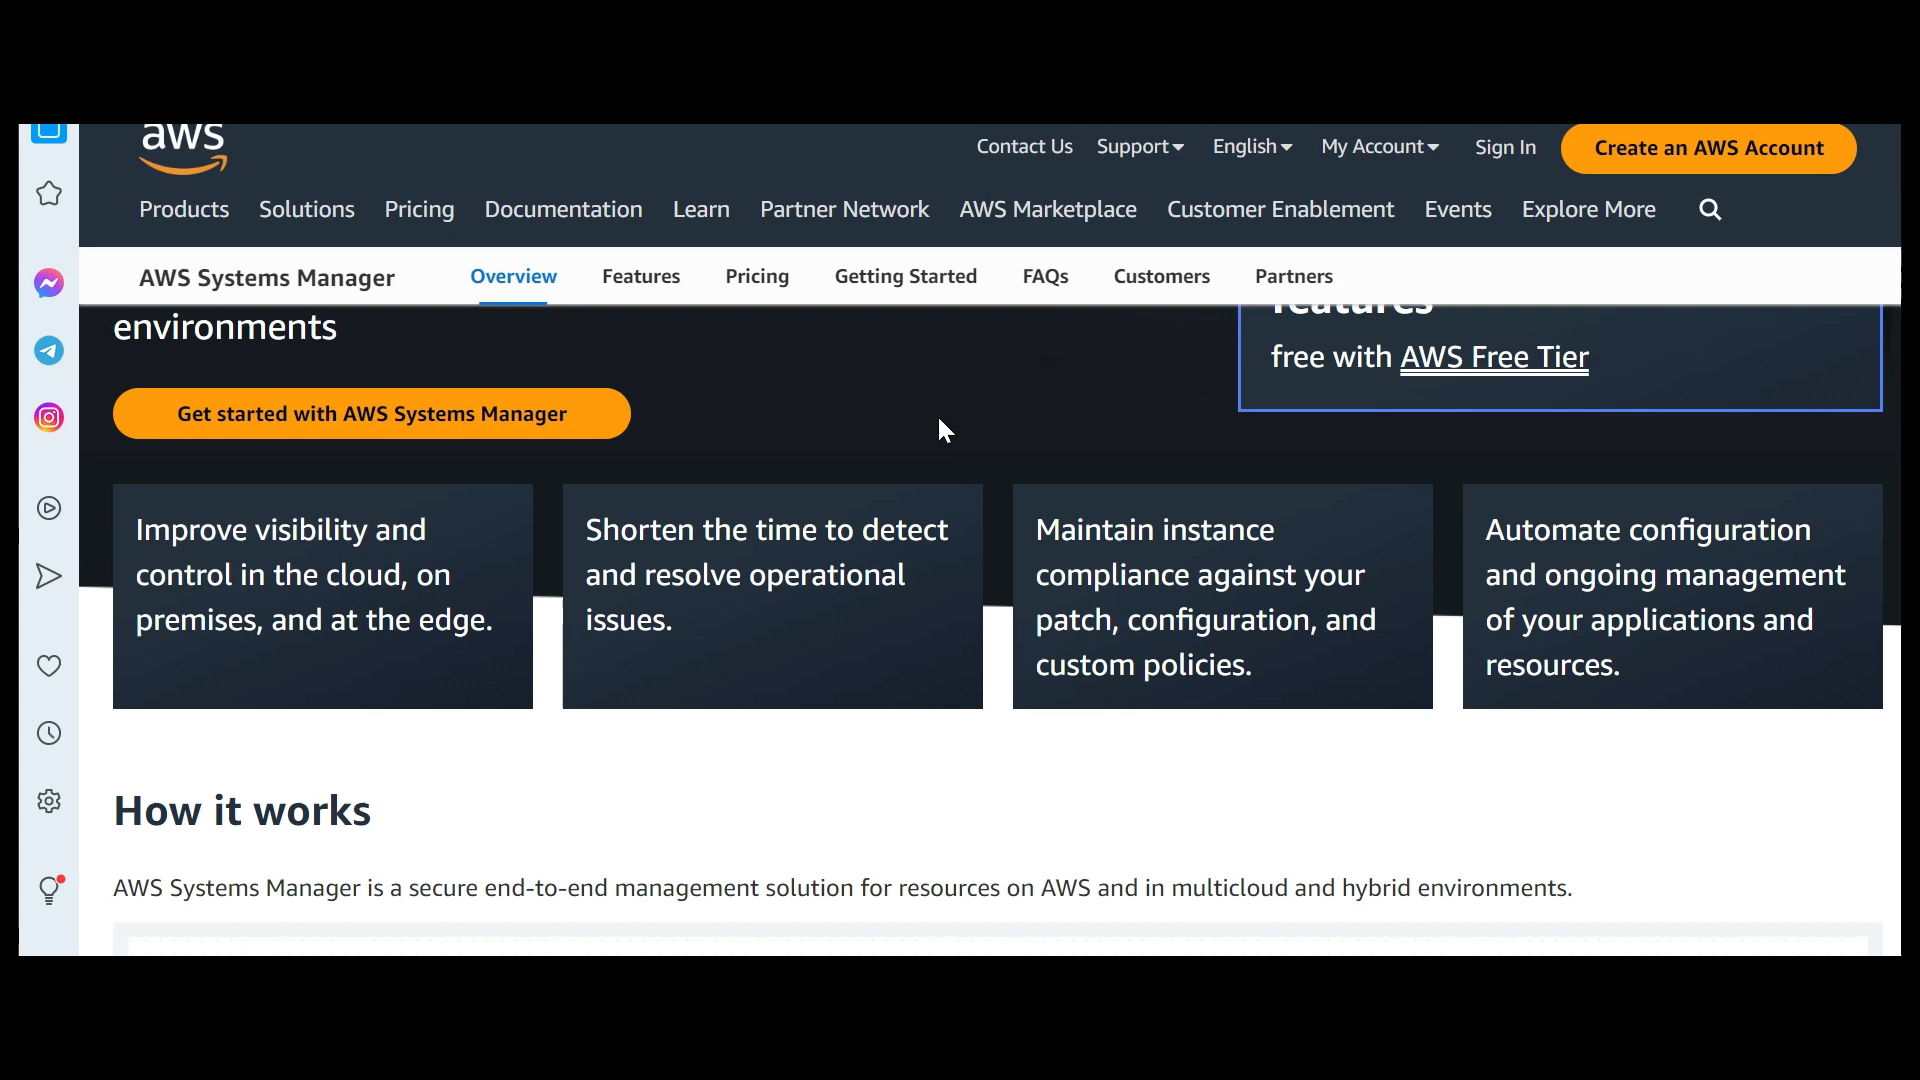 aws
Contact Us Support English My Account Sign In Create an AWS Account
Products Solutions Pricing Documentation Learn Partner Network AWS Marketplace Customer Enablement Events Explore More
AWS Systems Manager Overview Features Pricing Getting Started FAQs Customers Partners
environments
features
free with AWS Free Tier
Get started with AWS Systems Manager
Improve visibility and
control in the cloud, on
premises, and at the edge.
Shorten the time to detect
and resolve operational
issues.
Maintain instance
compliance against your
patch, configuration, and
custom policies.
Automate configuration
and ongoing management
of your applications and
resources.
How it works
AWS Systems Manager is a secure end-to-end management solution for resources on AWS and in multicloud and hybrid environments.